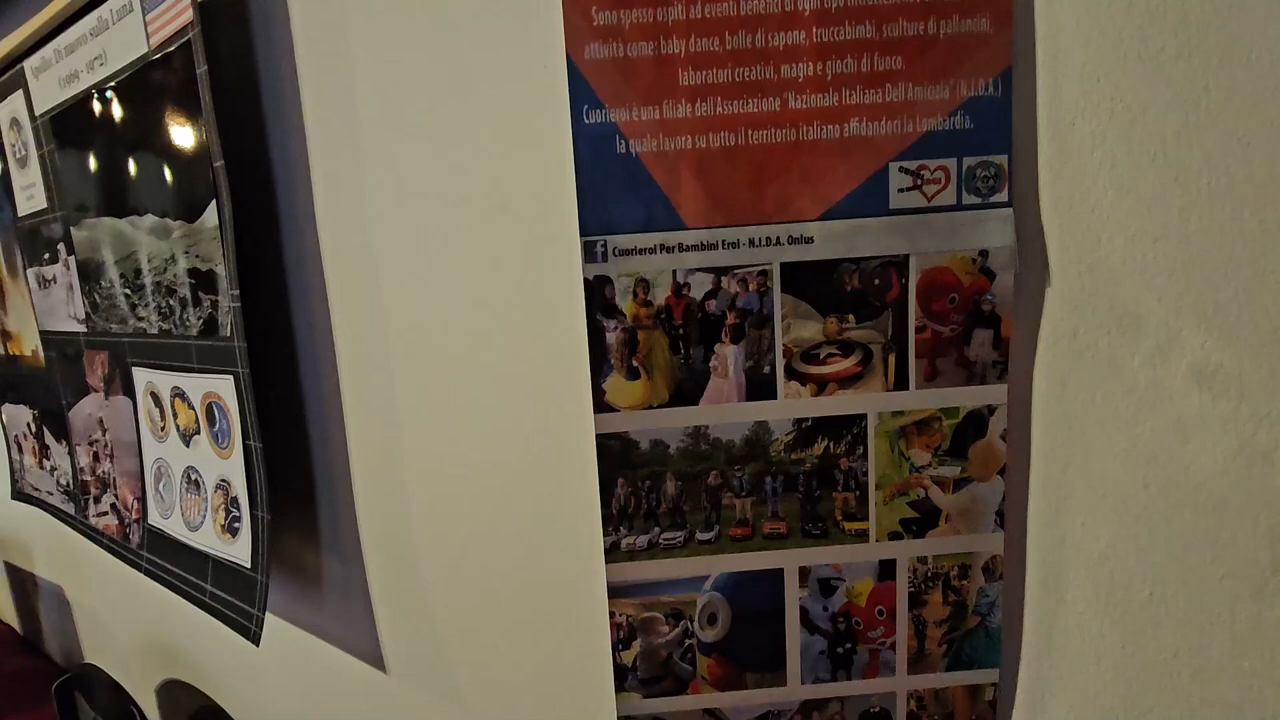 Apollo: Di nuovo sulla Luna
(1969 - 1972)
Sono spesso ospiti ad eventi benefici di ogni tipo
attività come: baby dance, bolle di sapone, truccabimbi, sculture di palloncini,
laboratori creativi, magia e giochi di fuoco.
Cuorieroi è una filiale dell'Associazione "Nazionale Italiana Dell'Amicizia" (N.I.D.A.)
la quale lavora su tutto il territorio italiano affidandoci la Lombardia.
f Cuorieroi Per Bambini Eroi - N.I.D.A. Onlus